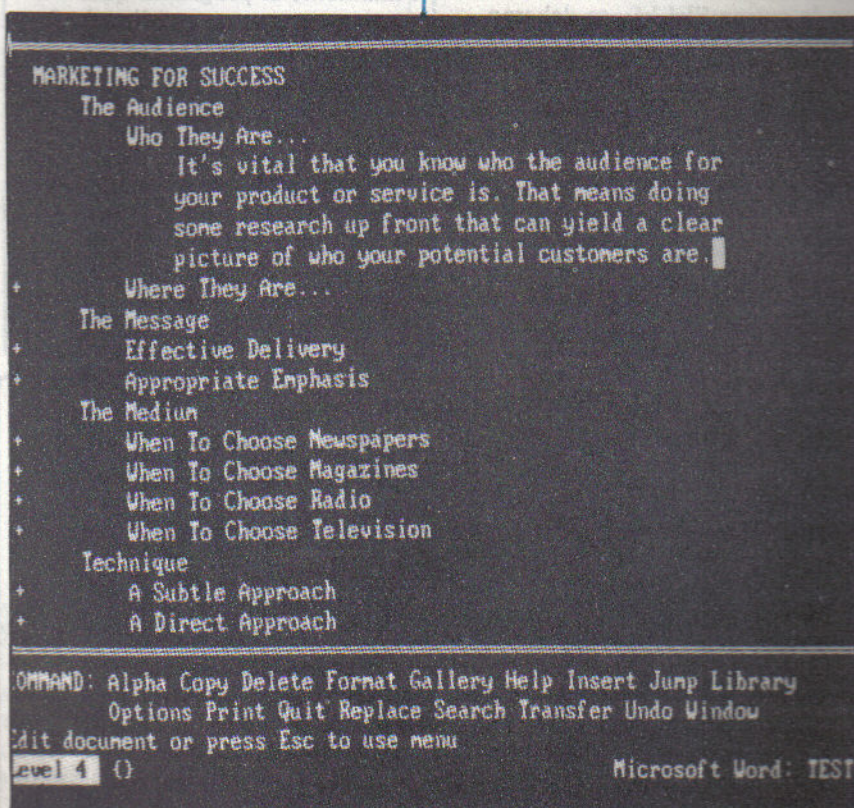 MARKETING FOR SUCCESS
The Audience
Who They Are...
It's vital that you know who the audience for
your product or service is. That means doing
some research up front that can yield a clear
picture of who your potential customers are.
+ Where They Are...
The Message
+ Effective Delivery
+ Appropriate Emphasis
The Medium
+ When To Choose Newspapers
+ When To Choose Magazines
+ When To Choose Radio
+ When To Choose Television
Technique
+ A Subtle Approach
+ A Direct Approach
OMMAND: Alpha Copy Delete Format Gallery Help Insert Jump Library
Options Print Quit Replace Search Transfer Undo Window
Edit document or press Esc to use menu
Level 4 {} Microsoft Word: TEST